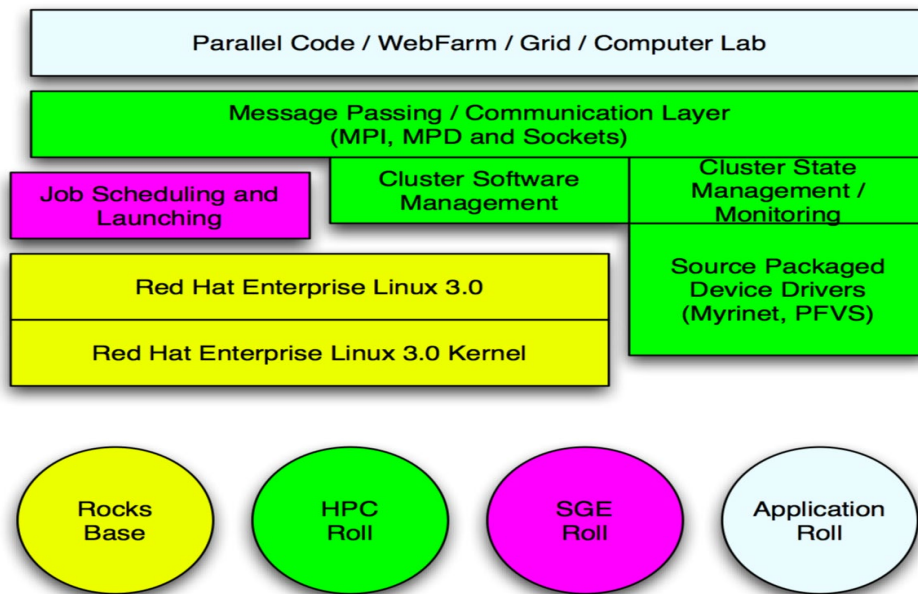 Parallel Code / WebFarm / Grid / Computer Lab
Message Passing / Communication Layer
(MPI, MPD and Sockets)
Job Scheduling and
Launching
Cluster Software
Management
Cluster State
Management /
Monitoring
Red Hat Enterprise Linux 3.0
Source Packaged
Device Drivers
(Myrinet, PFVS)
Red Hat Enterprise Linux 3.0 Kernel
Rocks
Base
HPC
Roll
SGE
Roll
Application
Roll